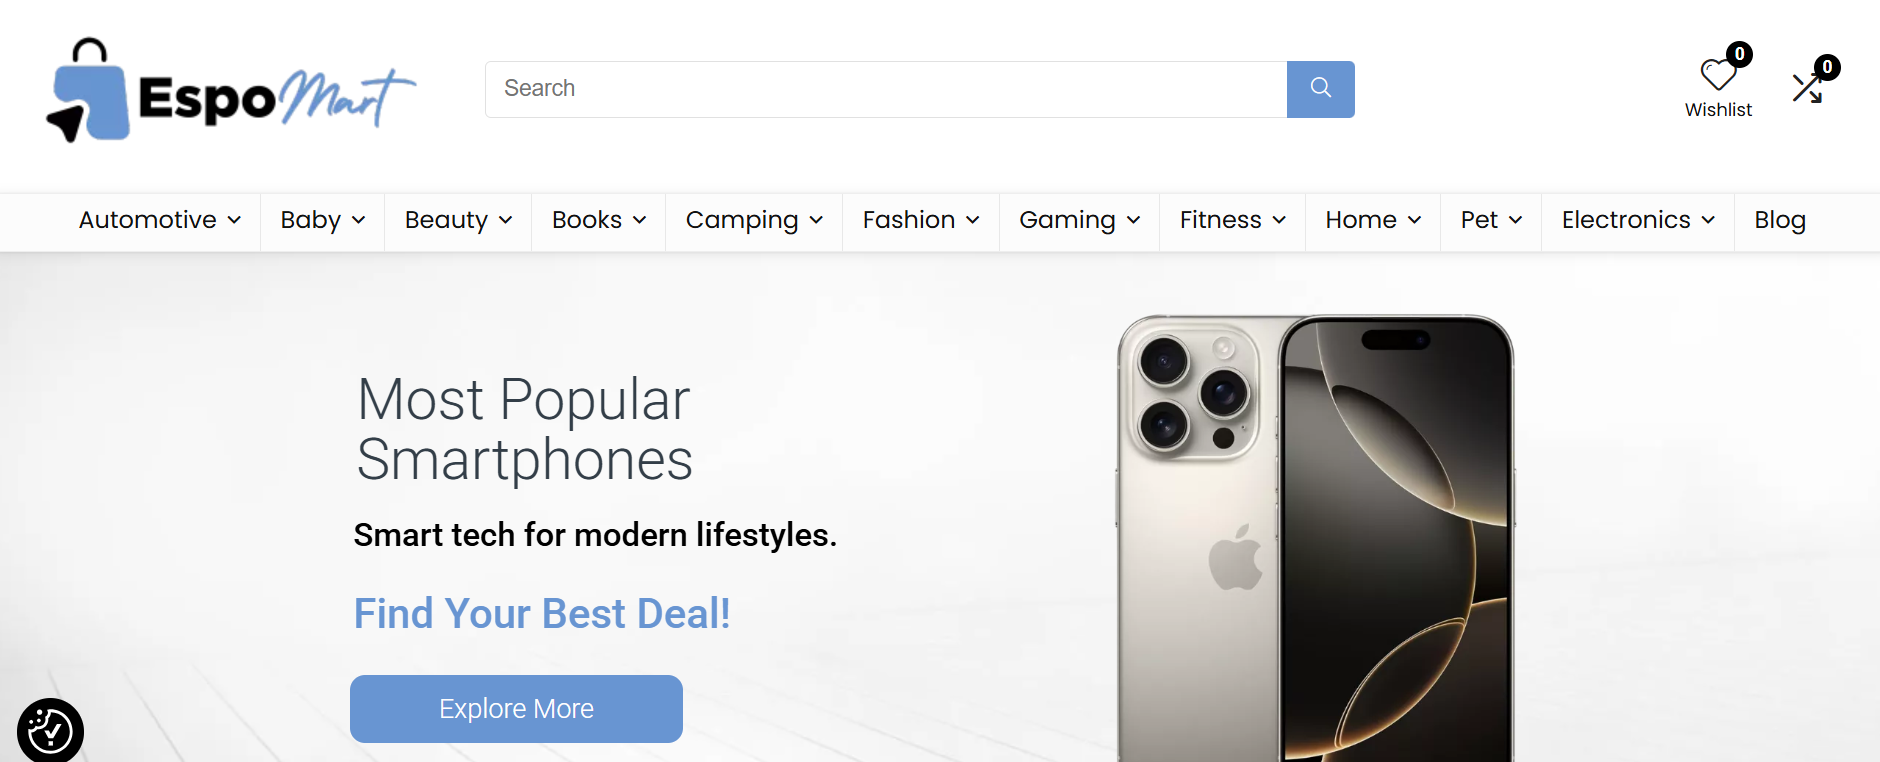 EspoMart
Search
0
Wishlist
0
Automotive Baby Beauty Books Camping Fashion Gaming Fitness Home Pet Electronics Blog
Most Popular
Smartphones
Smart tech for modern lifestyles.
Find Your Best Deal!
Explore More